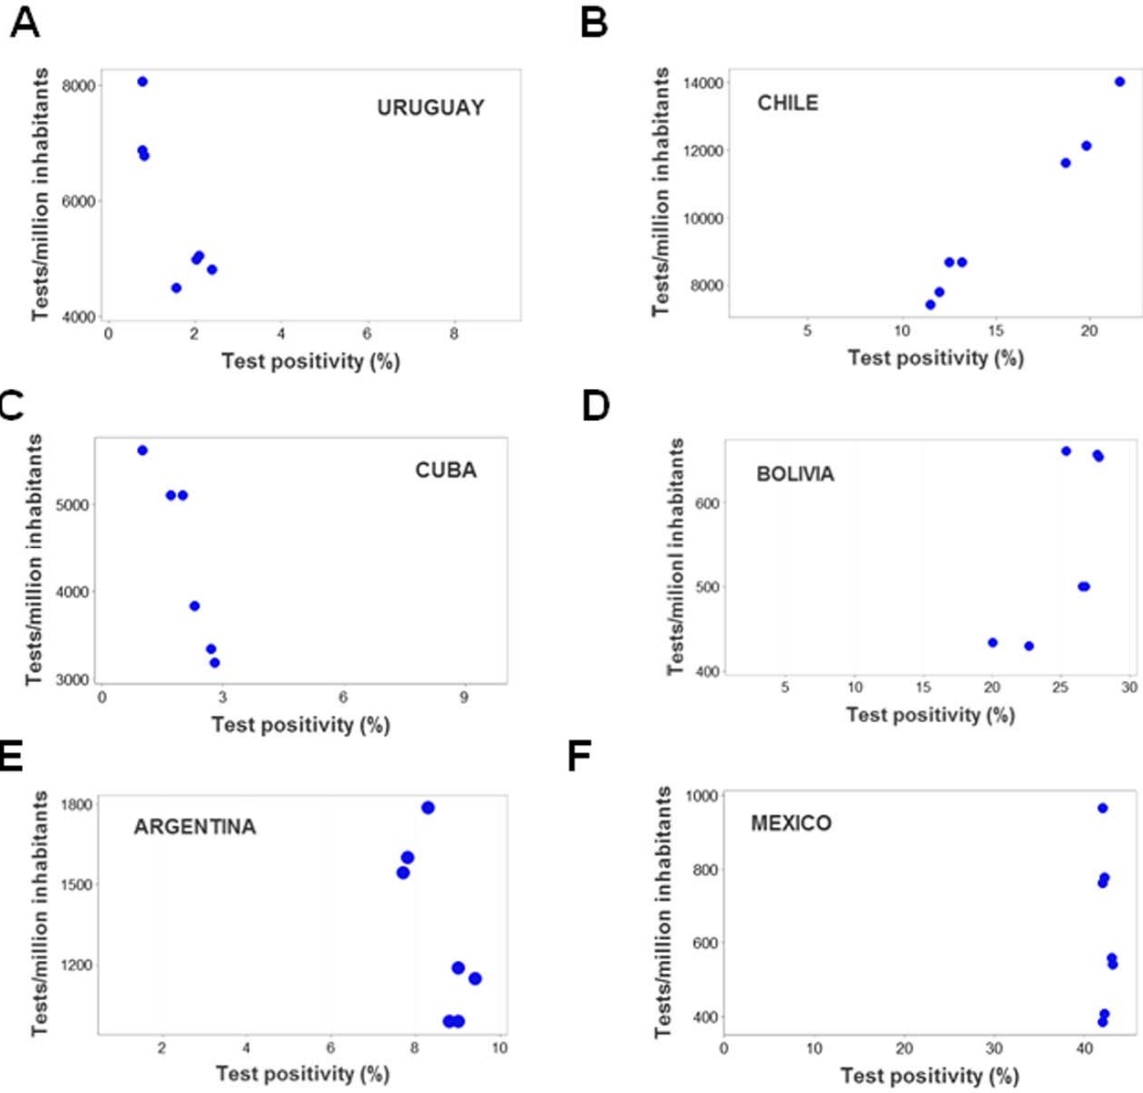 A
B
Tests/million inhabitants
8000
6000
4000
URUGUAY
0 2 4 6 8
Test positivity (%)
Tests/million inhabitants
14000
12000
10000
8000
CHILE
5 10 15 20
Test positivity (%)
C
D
Tests/million inhabitants
5000
4000
3000
CUBA
0 3 6 9
Test positivity (%)
Tests/milionl inhabitants
600
500
400
BOLIVIA
5 10 15 20 25 30
Test positivity (%)
E
F
Tests/million inhabitants
1800
1500
1200
ARGENTINA
2 4 6 8 10
Test positivity (%)
Tests/million inhabitants
1000
800
600
400
MEXICO
0 10 20 30 40
Test positivity (%)